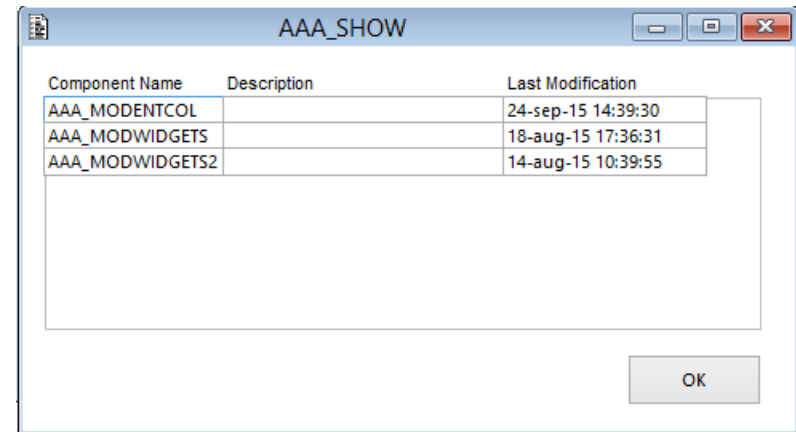 AAA_SHOW
Component Name Description Last Modification
AAA_MODENTCOL 24-sep-15 14:39:30
AAA_MODWIDGETS 18-aug-15 17:36:31
AAA_MODWIDGETS2 14-aug-15 10:39:55
OK